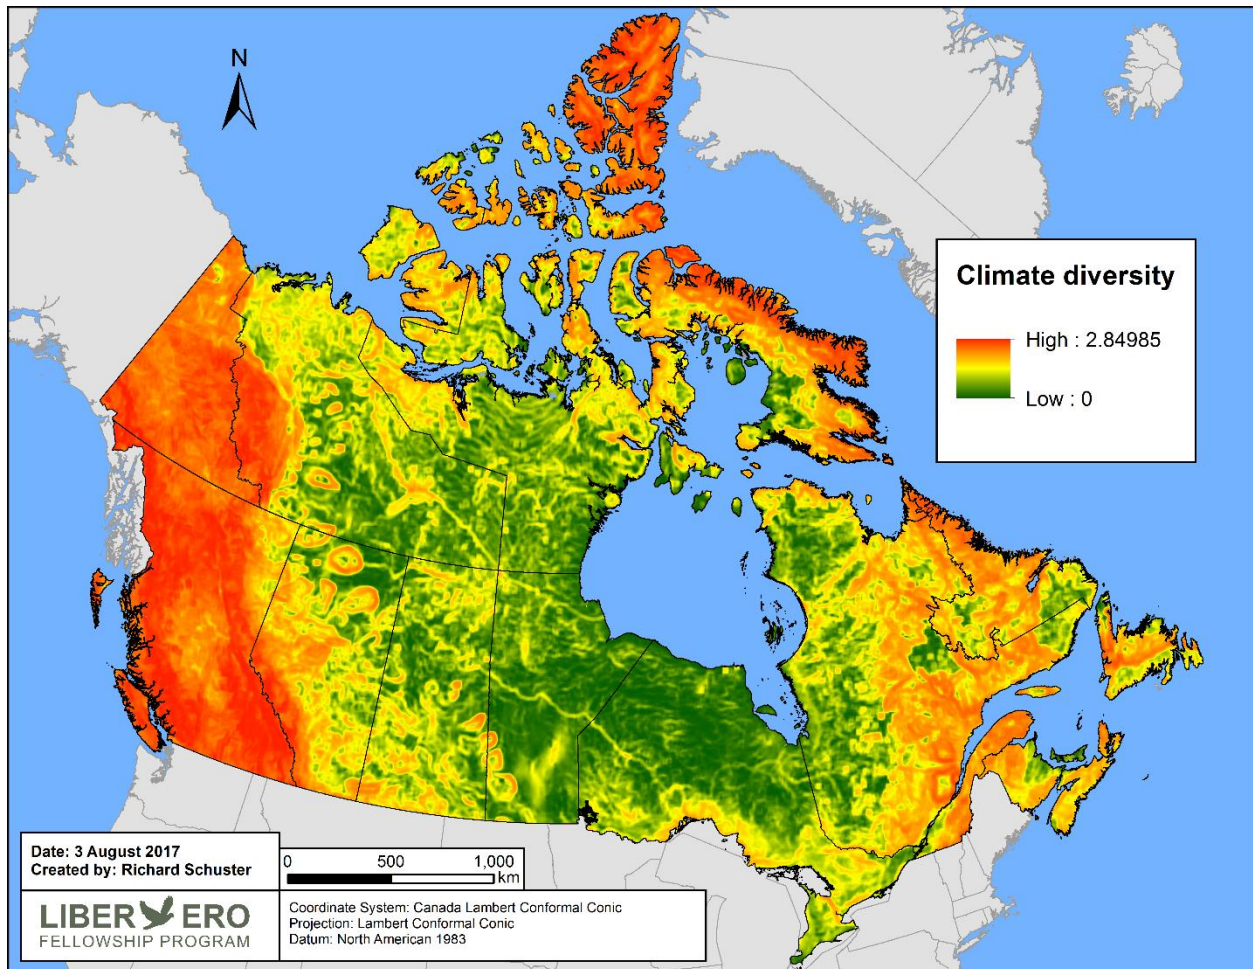 N
Climate diversity
High : 2.84985
Low : 0
Date: 3 August 2017
Created by: Richard Schuster
0 500 1,000
km
LIBER ERO
FELLOWSHIP PROGRAM
Coordinate System: Canada Lambert Conformal Conic
Projection: Lambert Conformal Conic
Datum: North American 1983